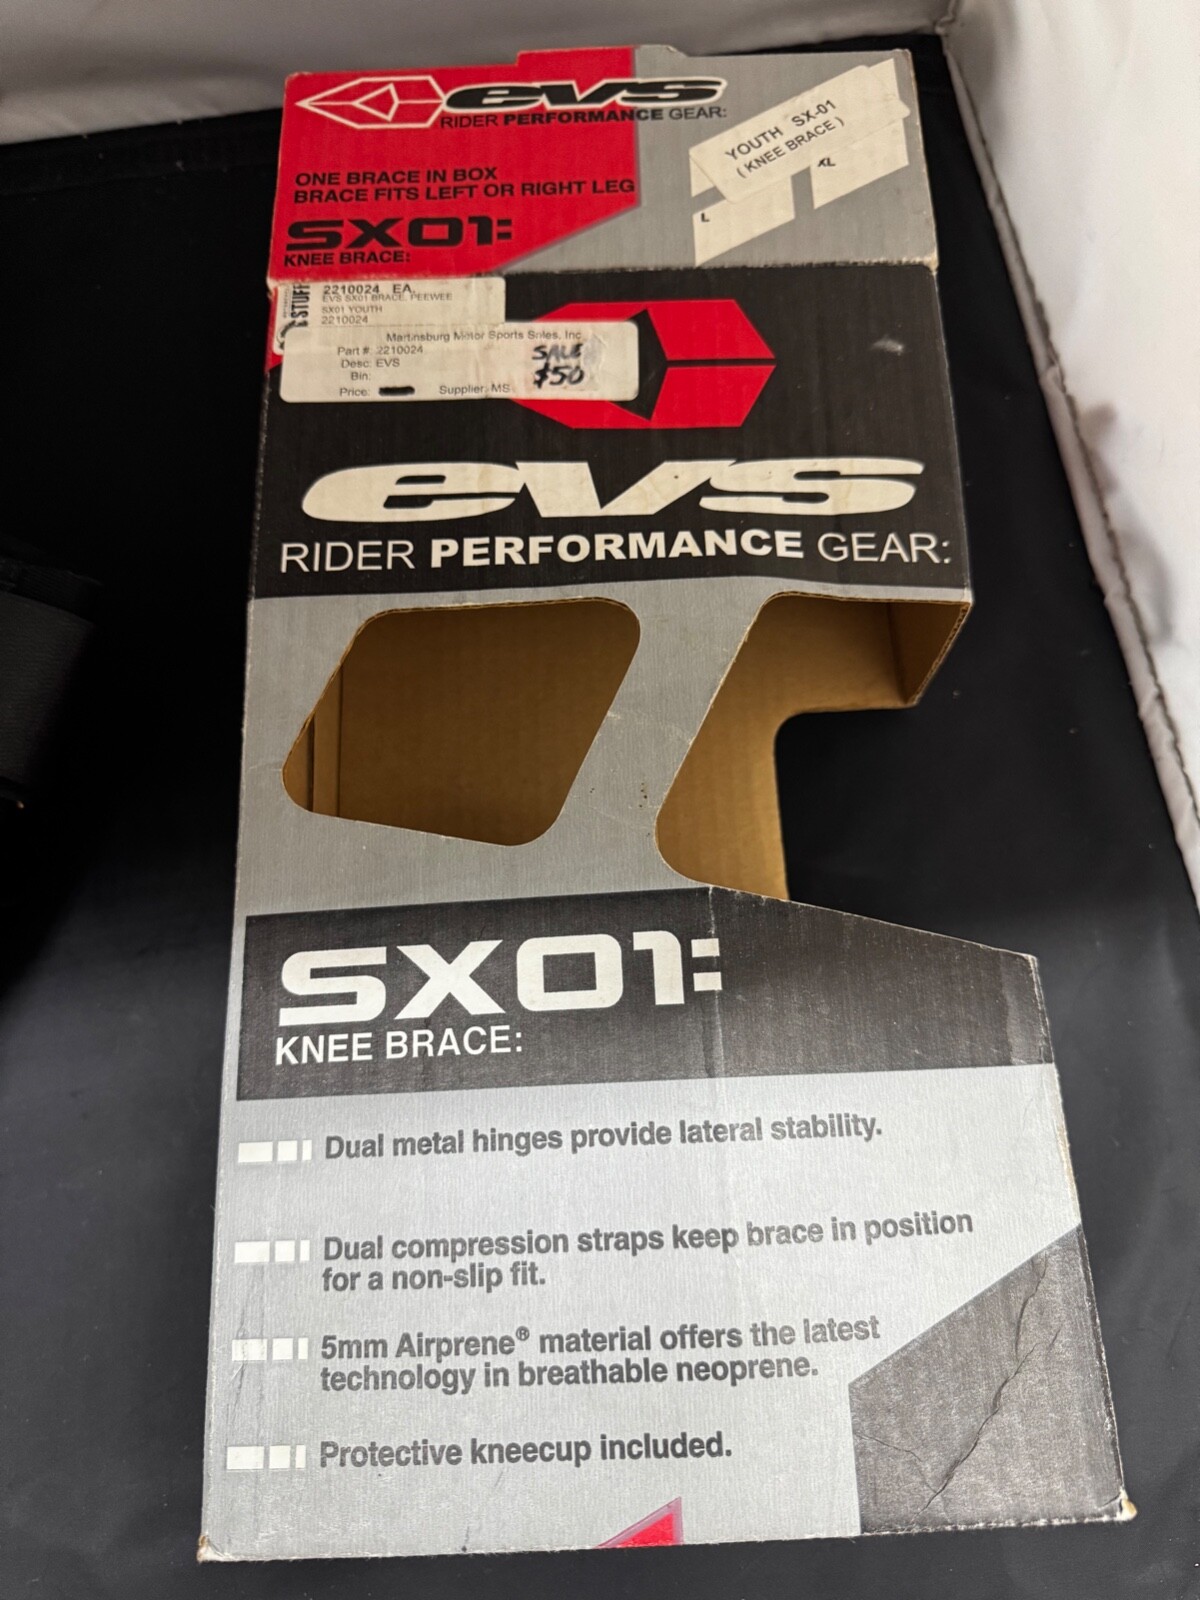 evs
RIDER PERFORMANCE GEAR:
YOUTH SX-01
(KNEE BRACE)
XL
L
ONE BRACE IN BOX
BRACE FITS LEFT OR RIGHT LEG
SX01:
KNEE BRACE:
STUFF
2210024 EA.
EVS SX01 BRACE, PEEWEE
SX01 YOUTH
2210024
Martinsburg Motor Sports Sales, Inc
Part #: 2210024
Desc: EVS
Bin:
Price:
Supplier: MS
SALE
$50
evs
RIDER PERFORMANCE GEAR:
SX01:
KNEE BRACE:
Dual metal hinges provide lateral stability.
Dual compression straps keep brace in position
for a non-slip fit.
5mm Airprene® material offers the latest
technology in breathable neoprene.
Protective kneecup included.